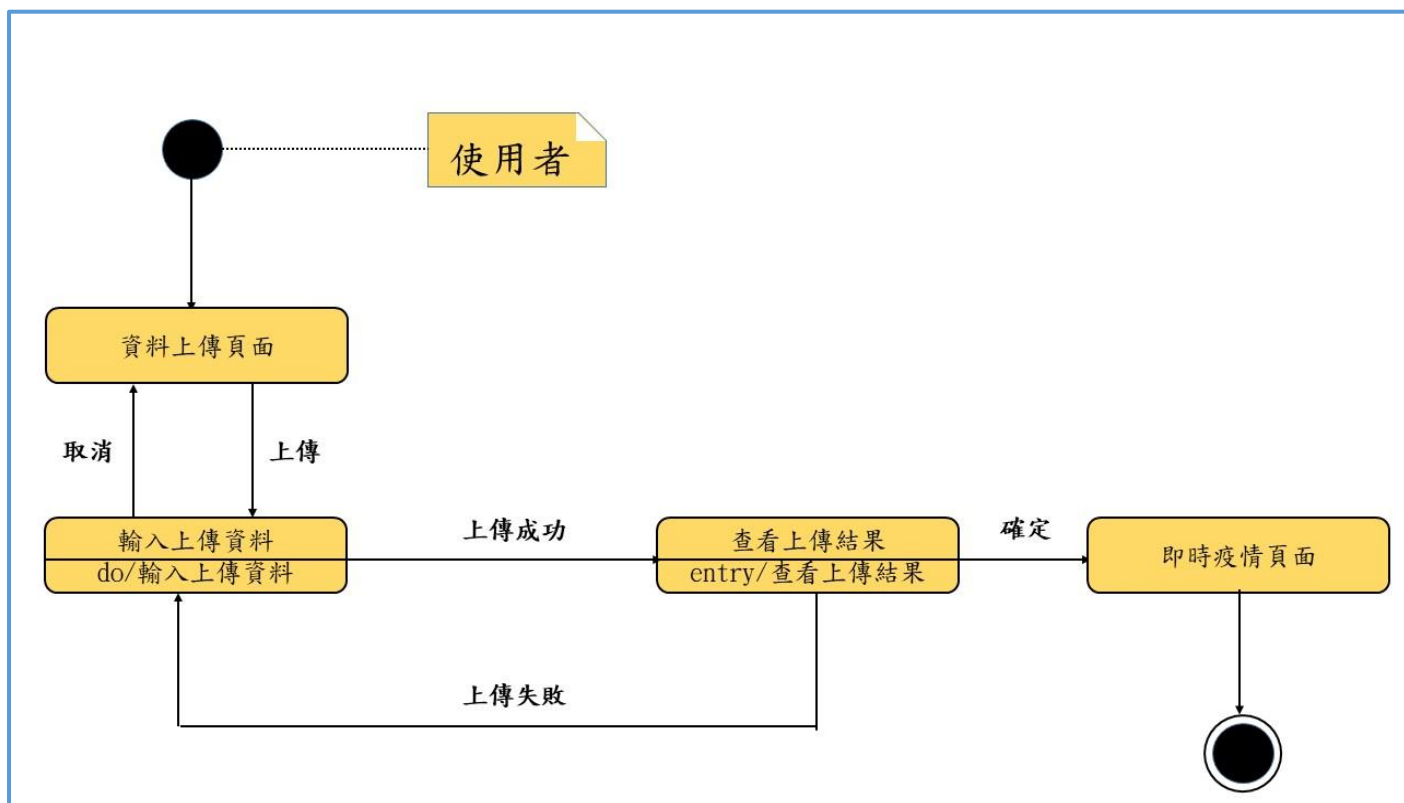 使用者
資料上傳頁面
取消
上傳
輸入上傳資料
do/輸入上傳資料
上傳成功
查看上傳結果
entry/查看上傳結果
確定
即時疫情頁面
上傳失敗